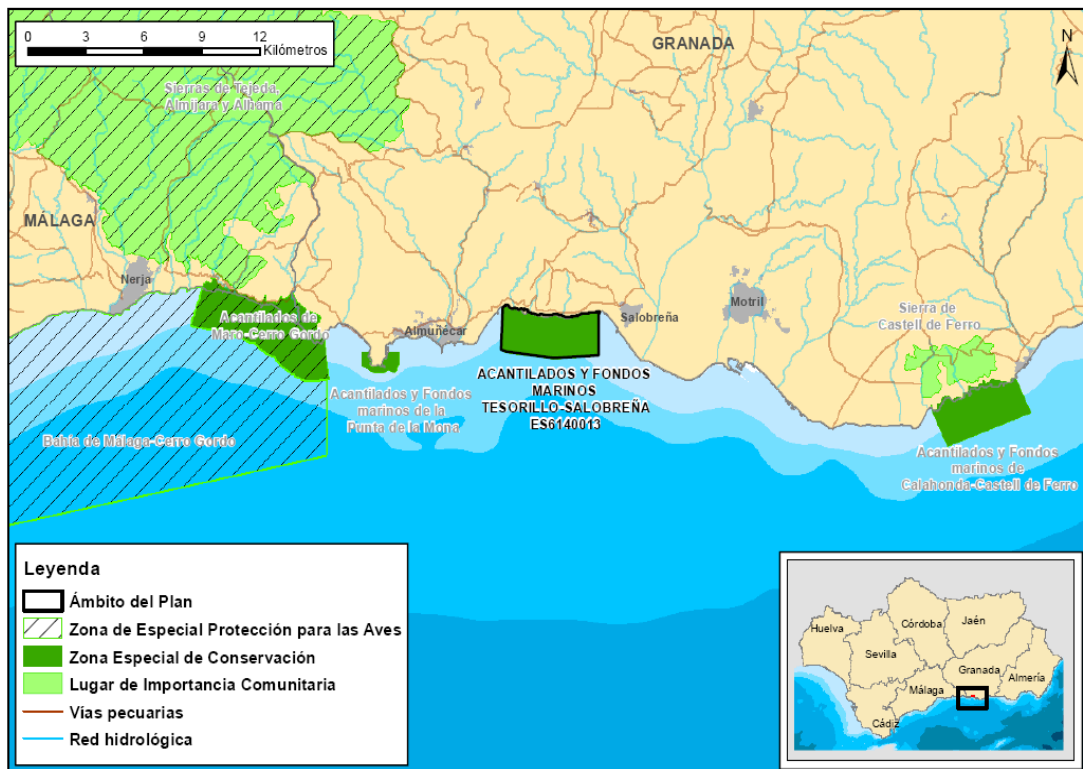 0 3 6 9 12
Kilómetros
GRANADA
N
Sierras de Tejeda,
Almijara y Alhama
MÁLAGA
Nerja
Acantilados de
Maro-Cerro Gordo
Almuñécar
Salobreña
Motril
Sierra de
Castell de Ferro
ACANTILADOS Y FONDOS
MARINOS
TESORILLO-SALOBREÑA
ES6140013
Acantilados y Fondos
marinos de la
Punta de la Mona
Bahía de Málaga-Cerro Gordo
Acantilados y Fondos
marinos de
Calahonda-Castell de Ferro
Leyenda
Ámbito del Plan
Zona de Especial Protección para las Aves
Zona Especial de Conservación
Lugar de Importancia Comunitaria
Vías pecuarias
Red hidrológica
Huelva
Sevilla
Córdoba
Jaén
Granada
Almería
Málaga
Cádiz